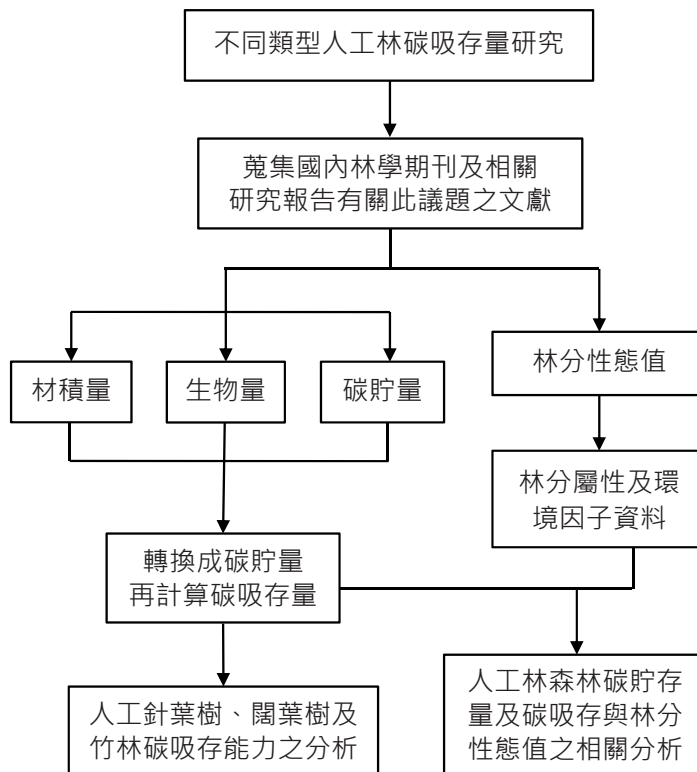 不同類型人工林碳吸存量研究
蒐集國內林學期刊及相關
研究報告有關此議題之文獻
材積量
生物量
碳貯量
林分性態值
林分屬性及環
境因子資料
轉換成碳貯量
再計算碳吸存量
人工針葉樹、闊葉樹及
竹林碳吸存能力之分析
人工林森林碳貯存
量及碳吸存與林分
性態值之相關分析